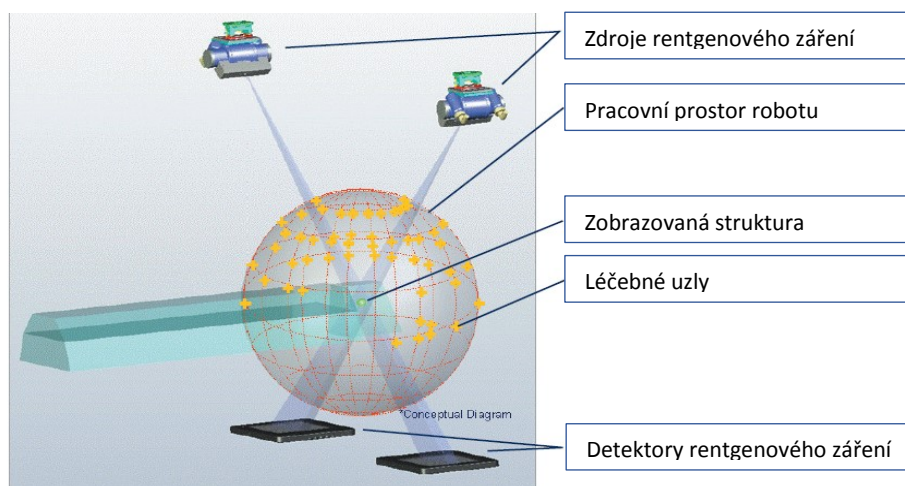 Zdroje rentgenového záření
Pracovní prostor robotu
Zobrazovaná struktura
Léčebné uzly
*Conceptual Diagram
Detektory rentgenového záření